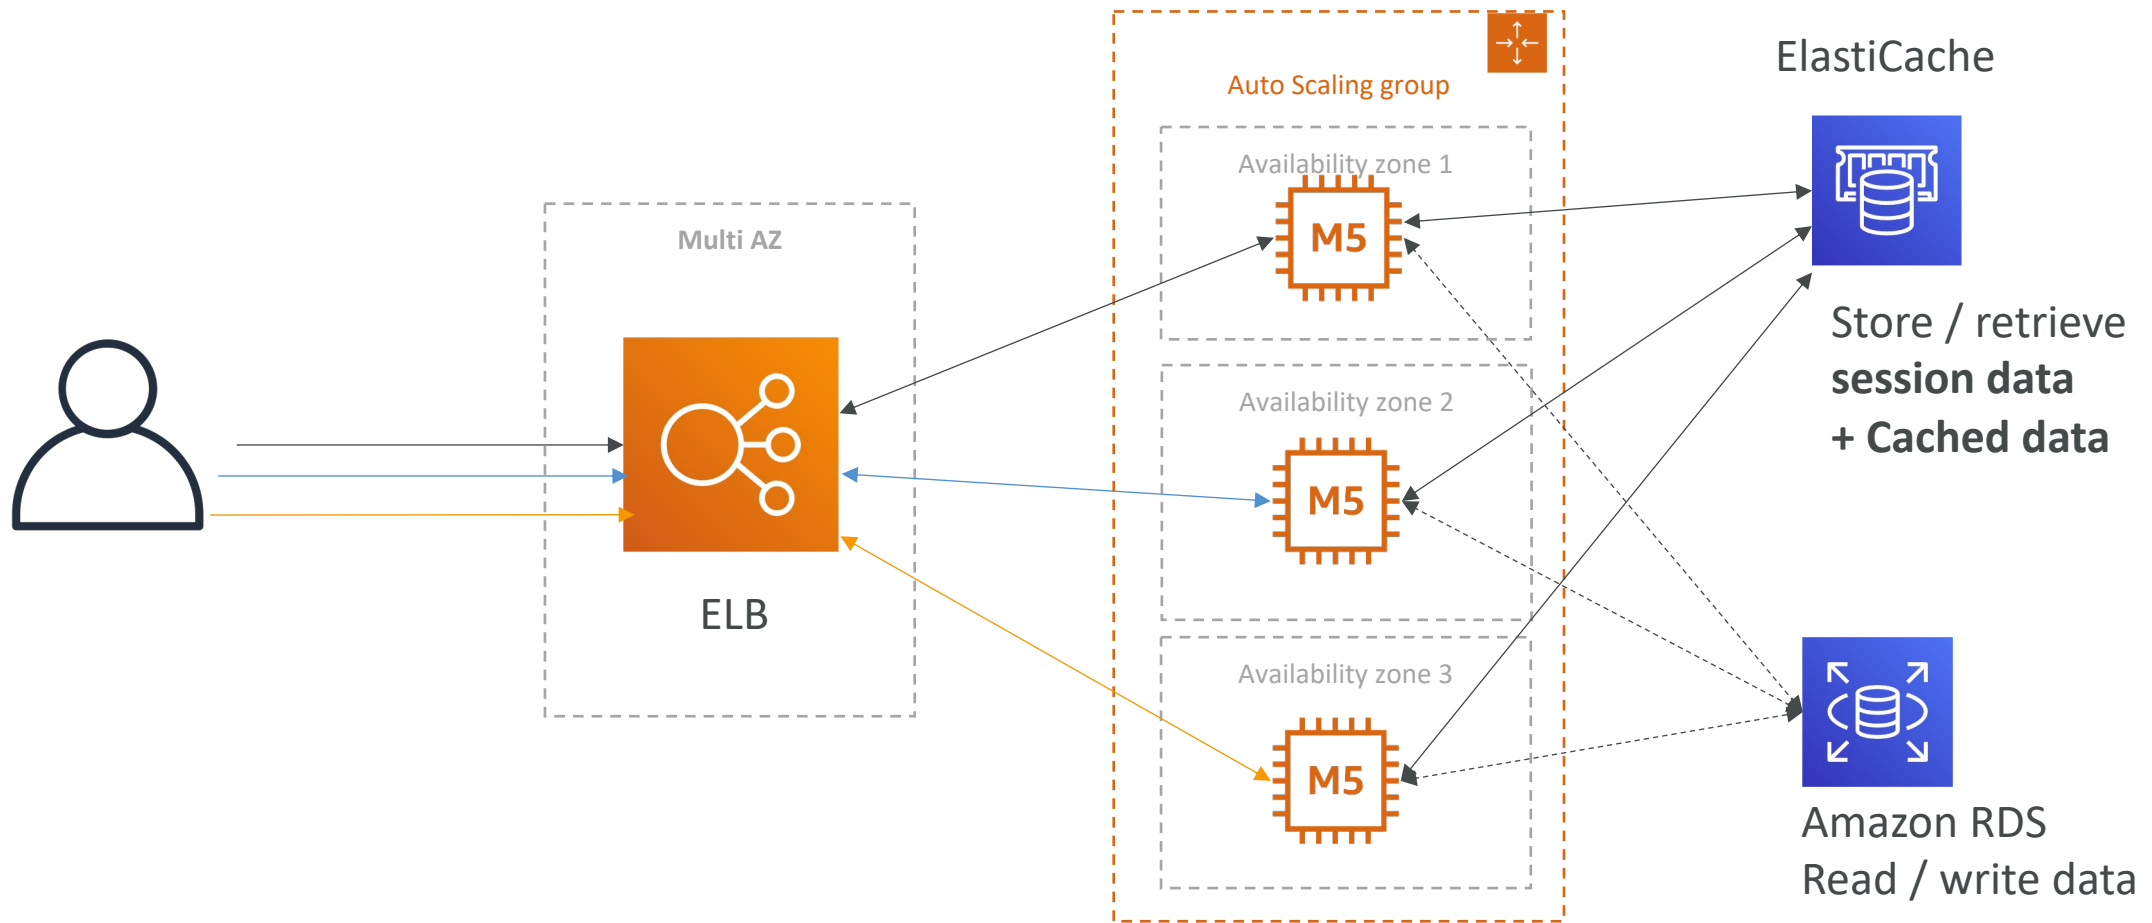 ElastiCache
Auto Scaling group
Availability zone 1
M5
Multi AZ
Store / retrieve
session data
+ Cached data
Availability zone 2
M5
ELB
Availability zone 3
M5
Amazon RDS
Read / write data